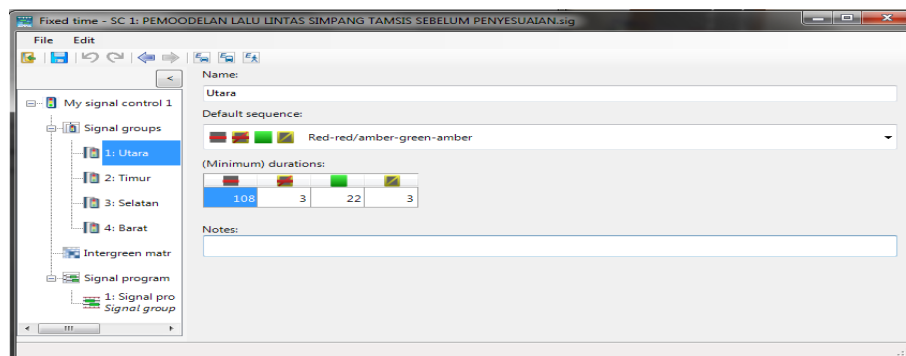 Fixed time - SC 1: PEMOODELAN LALU LINTAS SIMPANG TAMSIS SEBELUM PENYESUAIAN.sig
File Edit
<
My signal control 1
Signal groups
1: Utara
2: Timur
3: Selatan
4: Barat
Intergreen matr
Signal program
1: Signal pro
Signal group
Name:
Utara
Default sequence:
Red-red/amber-green-amber
(Minimum) durations:
108 3 22 3
Notes: